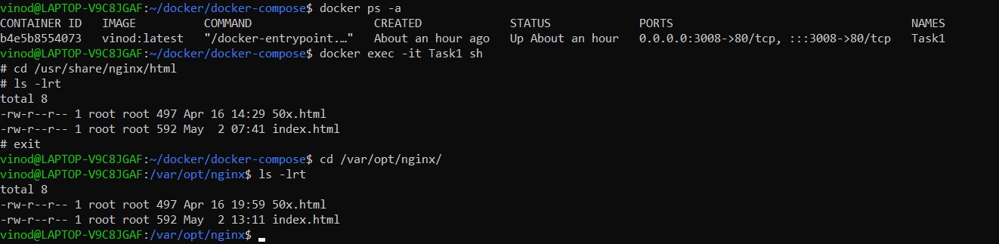 vinod@LAPTOP-V9C8JGAF:~/docker/docker-compose$ docker ps -a
CONTAINER ID   IMAGE          COMMAND                  CREATED             STATUS             PORTS                                   NAMES
b4e5b8554073   vinod:latest   "/docker-entrypoint.…"   About an hour ago   Up About an hour   0.0.0.0:3008->80/tcp, :::3008->80/tcp   Task1
vinod@LAPTOP-V9C8JGAF:~/docker/docker-compose$ docker exec -it Task1 sh
# cd /usr/share/nginx/html
# ls -lrt
total 8
-rw-r--r-- 1 root root 497 Apr 16 14:29 50x.html
-rw-r--r-- 1 root root 592 May  2 07:41 index.html
# exit
vinod@LAPTOP-V9C8JGAF:~/docker/docker-compose$ cd /var/opt/nginx/
vinod@LAPTOP-V9C8JGAF:/var/opt/nginx$ ls -lrt
total 8
-rw-r--r-- 1 root root 497 Apr 16 19:59 50x.html
-rw-r--r-- 1 root root 592 May  2 13:11 index.html
vinod@LAPTOP-V9C8JGAF:/var/opt/nginx$